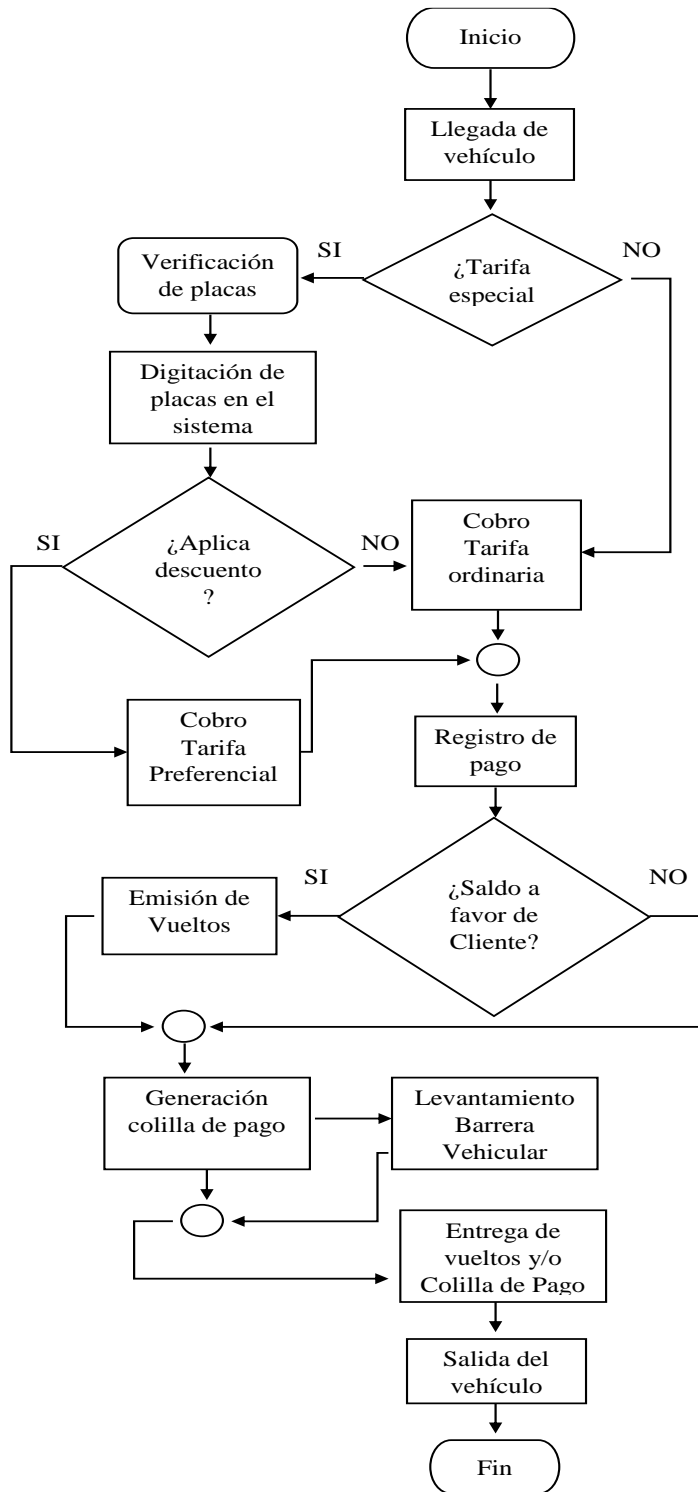 Inicio
Llegada de
vehículo
SI
NO
¿Tarifa
especial
Verificación
de placas
Digitación de
placas en el
sistema
SI
¿Aplica
descuento
?
NO
Cobro
Tarifa
ordinaria
Cobro
Tarifa
Preferencial
Registro de
pago
SI
NO
¿Saldo a
favor de
Cliente?
Emisión de
Vueltos
Generación
colilla de pago
Levantamiento
Barrera
Vehicular
Entrega de
vueltos y/o
Colilla de Pago
Salida del
vehículo
Fin